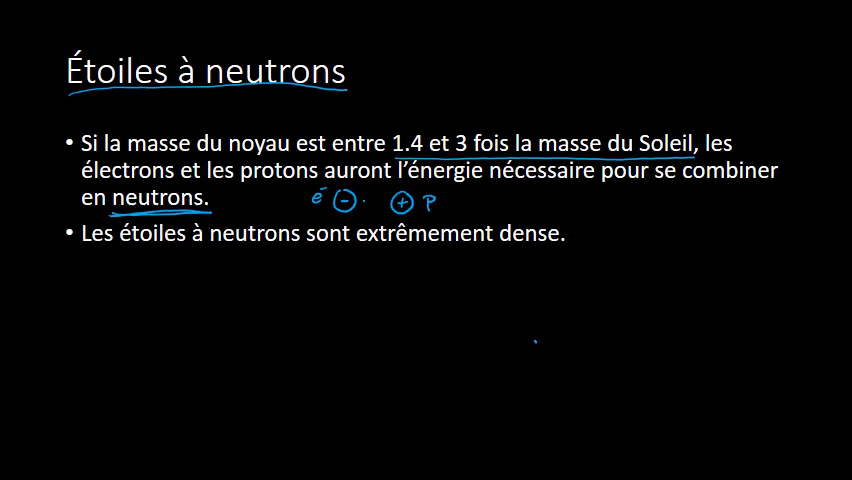 Étoiles à neutrons
• Si la masse du noyau est entre 1.4 et 3 fois la masse du Soleil, les
électrons et les protons auront l’énergie nécessaire pour se combiner
en neutrons.
e⁻ - + p
• Les étoiles à neutrons sont extrêmement dense.